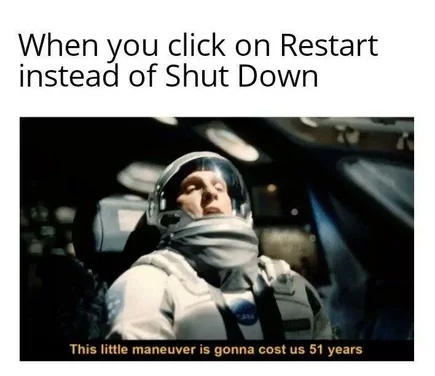 When you click on Restart
instead of Shut Down
This little maneuver is gonna cost us 51 years